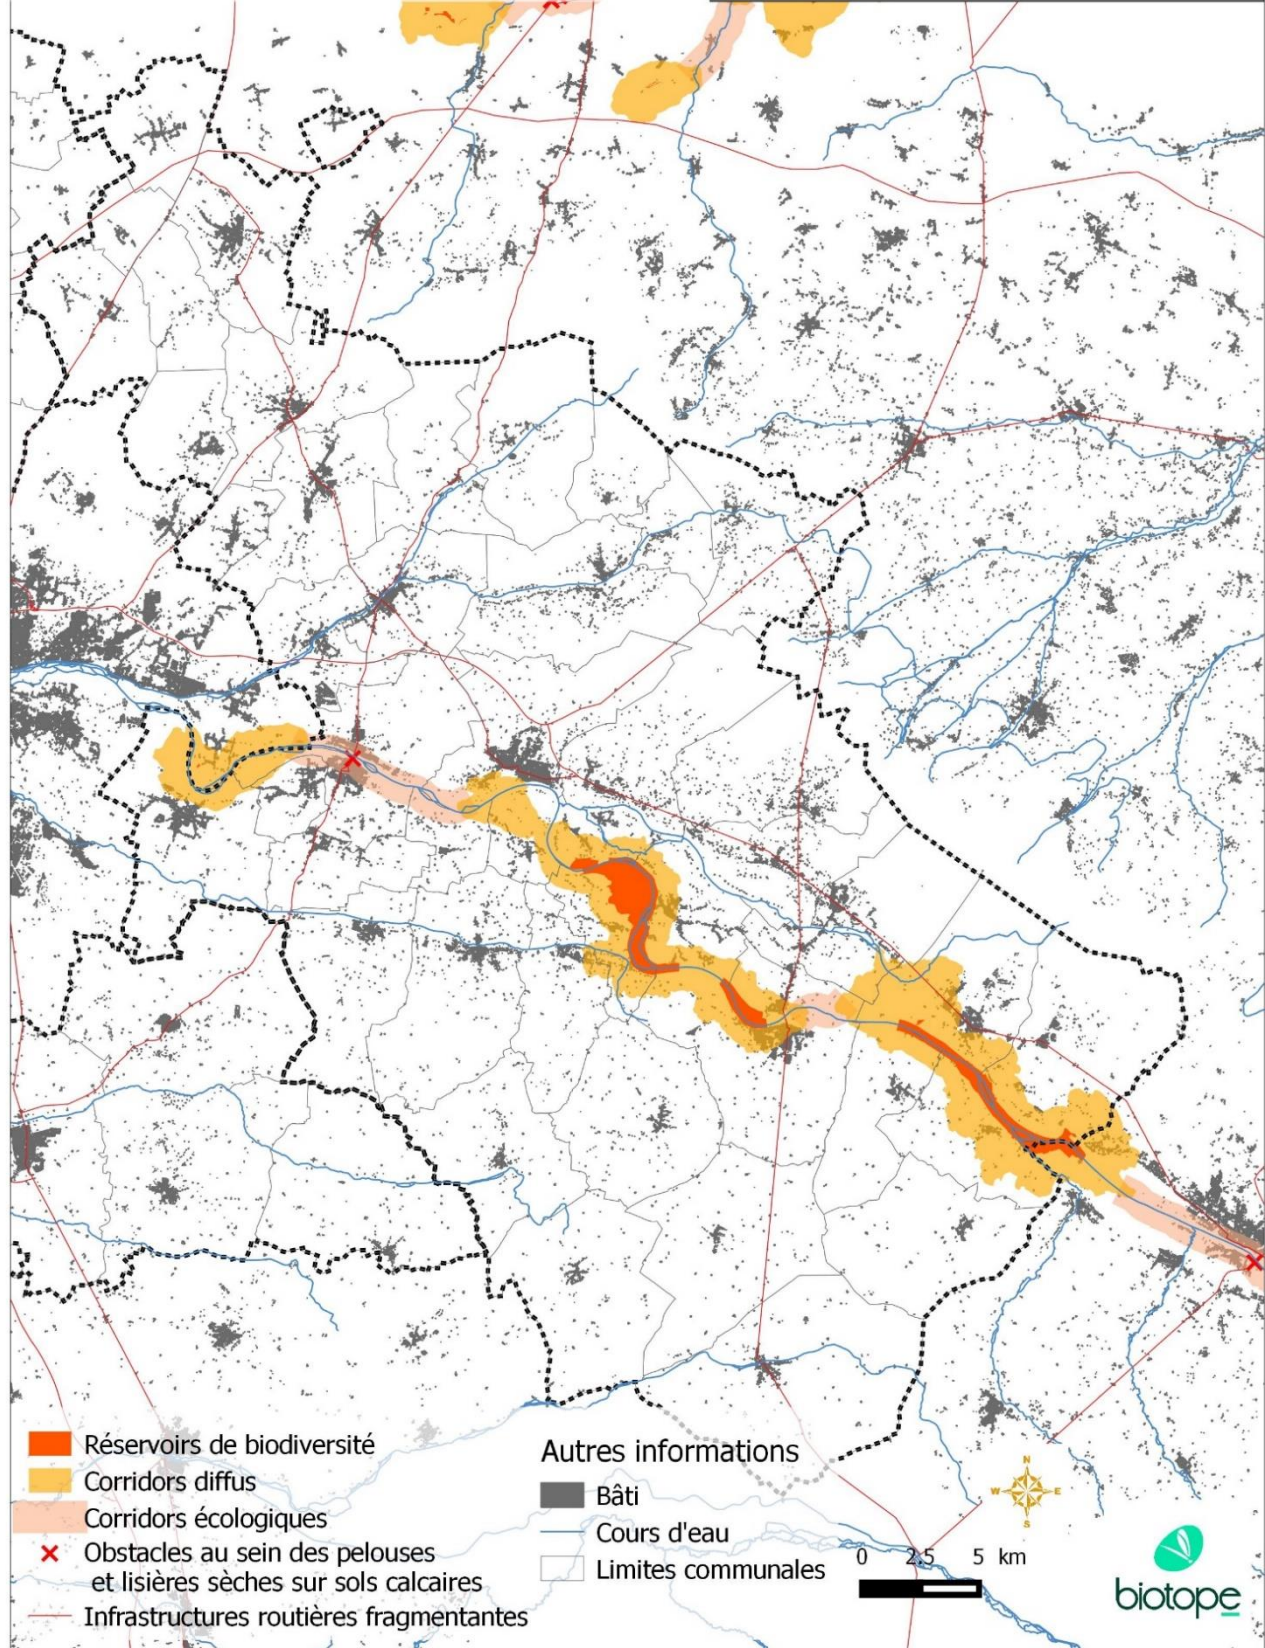 Réservoirs de biodiversité
Corridors diffus
Corridors écologiques
Obstacles au sein des pelouses
et lisières sèches sur sols calcaires
Infrastructures routières fragmentantes
Autres informations
Bâti
Cours d'eau
Limites communales
N
W E
S
0 2.5 5 km
biotope